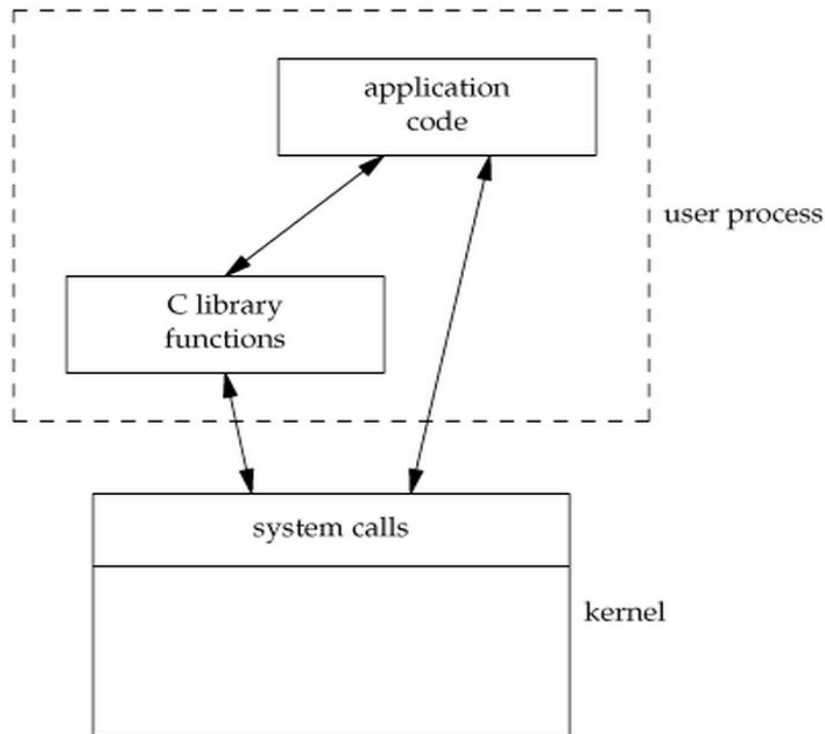 application
code
user process
C library
functions
system calls
kernel